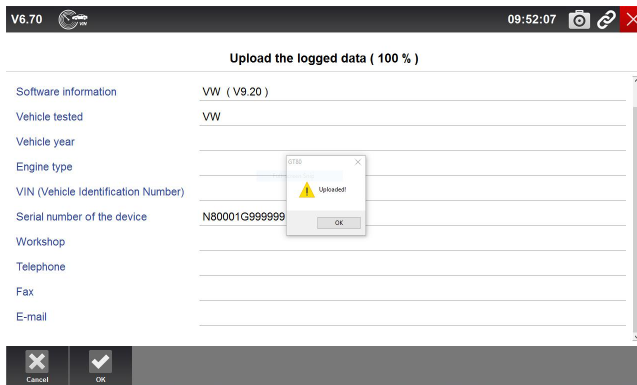 V6.70
VIN
09:52:07
Upload the logged data ( 100 % )
Software information
VW ( V9.20 )
Vehicle tested
VW
Vehicle year
Engine type
VIN (Vehicle Identification Number)
Serial number of the device
N80001G999999
Workshop
Telephone
Fax
E-mail
GT80
Uploaded!
OK
Cancel
OK